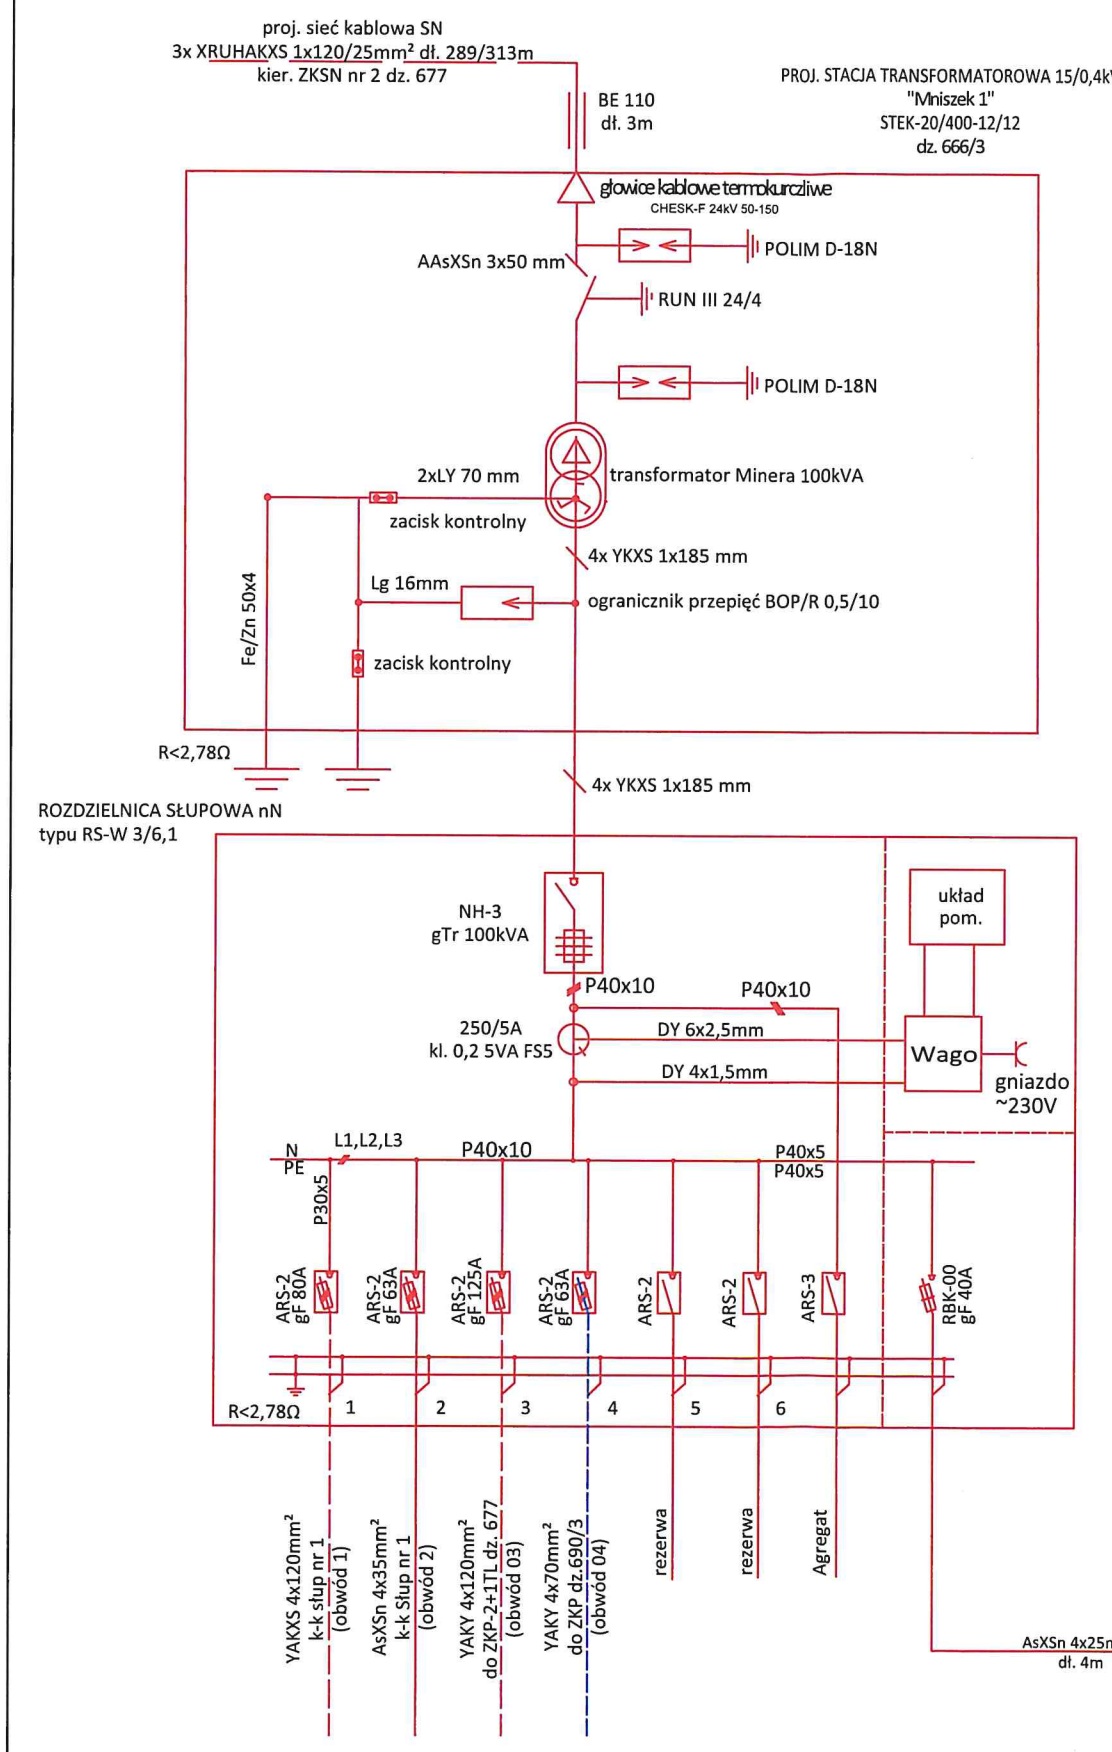 proj. sieć kablowa SN
3x XRUHAKXS 1x120/25mm² dł. 289/313m
kier. ZKSN nr 2 dz. 677
PROJ. STACJA TRANSFORMATOROWA 15/0,4kV
"Mniszek 1"
STEK-20/400-12/12
dz. 666/3
BE 110
dł. 3m
głowice kablowe termokurczliwe
CHESK-F 24kV 50-150
POLIM D-18N
AAsXSn 3x50 mm
RUN III 24/4
POLIM D-18N
2xLY 70 mm
transformator Minera 100kVA
zacisk kontrolny
4x YKXS 1x185 mm
Fe/Zn 50x4
Lg 16mm
ogranicznik przepięć BOP/R 0,5/10
zacisk kontrolny
R<2,78Ω
4x YKXS 1x185 mm
ROZDZIELNICA SŁUPOWA nN
typu RS-W 3/6,1
NH-3
gTr 100kVA
układ
pom.
P40x10
P40x10
250/5A
kl. 0,2 5VA FS5
DY 6x2,5mm
Wago
DY 4x1,5mm
gniazdo
~230V
L1,L2,L3
N
PE
P40x10
P40x5
P40x5
P30x5
ARS-2
gF 80A
ARS-2
gF 63A
ARS-2
gF 125A
ARS-2
gF 63A
ARS-2
ARS-2
ARS-3
RBK-00
gF 40A
R<2,78Ω
1
2
3
4
5
6
YAKXS 4x120mm²
k-k słup nr 1
(obwód 1)
AsXSn 4x35mm²
k-k Słup nr 1
(obwód 2)
YAKY 4x120mm²
do ZKP-2+1TL dz. 677
(obwód 03)
YAKY 4x70mm²
do ZKP dz.690/3
(obwód 04)
rezerwa
rezerwa
Agregat
AsXSn 4x25m
dł. 4m